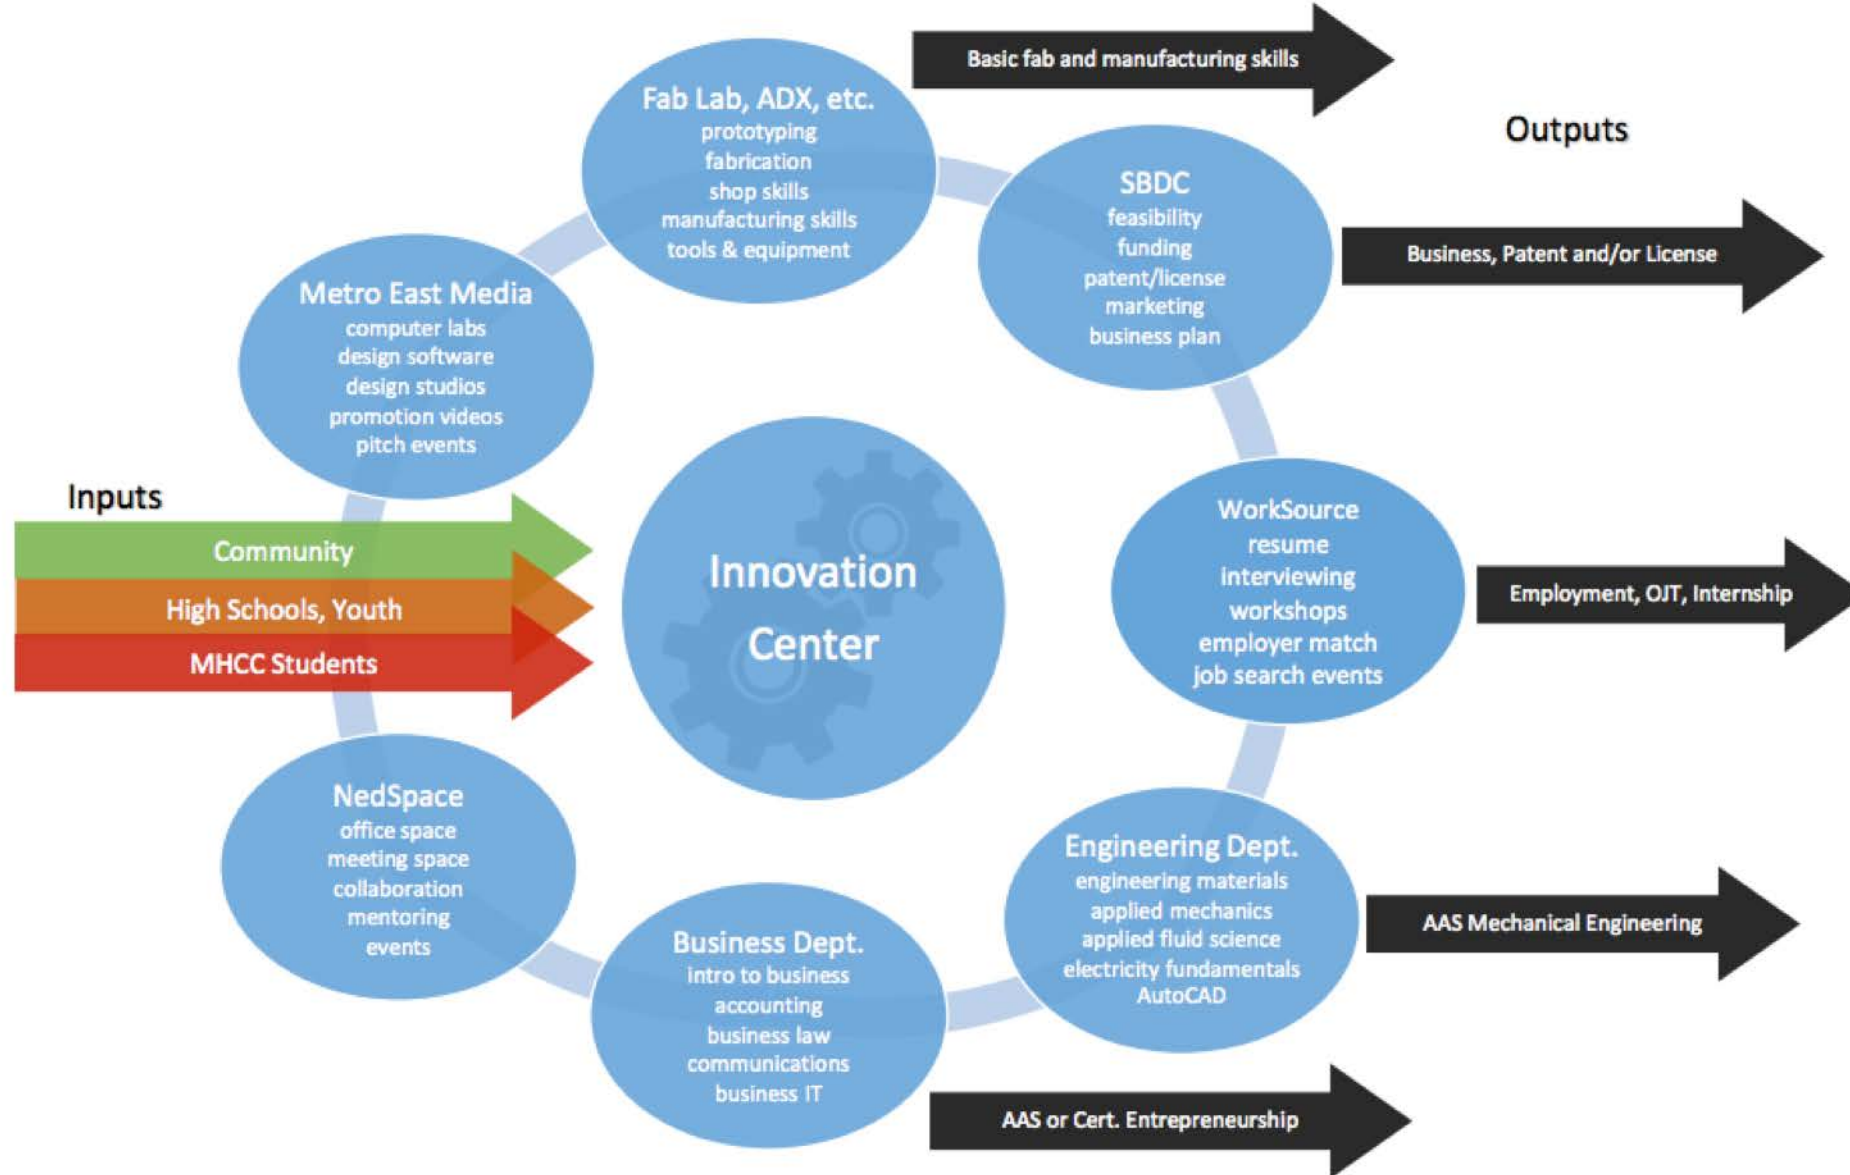 Basic fab and manufacturing skills
Fab Lab, ADX, etc.
prototyping
fabrication
shop skills
manufacturing skills
tools & equipment
Outputs
SBDC
feasibility
funding
patent/license
marketing
business plan
Business, Patent and/or License
Metro East Media
computer labs
design software
design studios
promotion videos
pitch events
Inputs
Community
High Schools, Youth
MHCC Students
Innovation
Center
WorkSource
resume
interviewing
workshops
employer match
job search events
Employment, OJT, Internship
NedSpace
office space
meeting space
collaboration
mentoring
events
Engineering Dept.
engineering materials
applied mechanics
applied fluid science
electricity fundamentals
AutoCAD
AAS Mechanical Engineering
Business Dept.
intro to business
accounting
business law
communications
business IT
AAS or Cert. Entrepreneurship